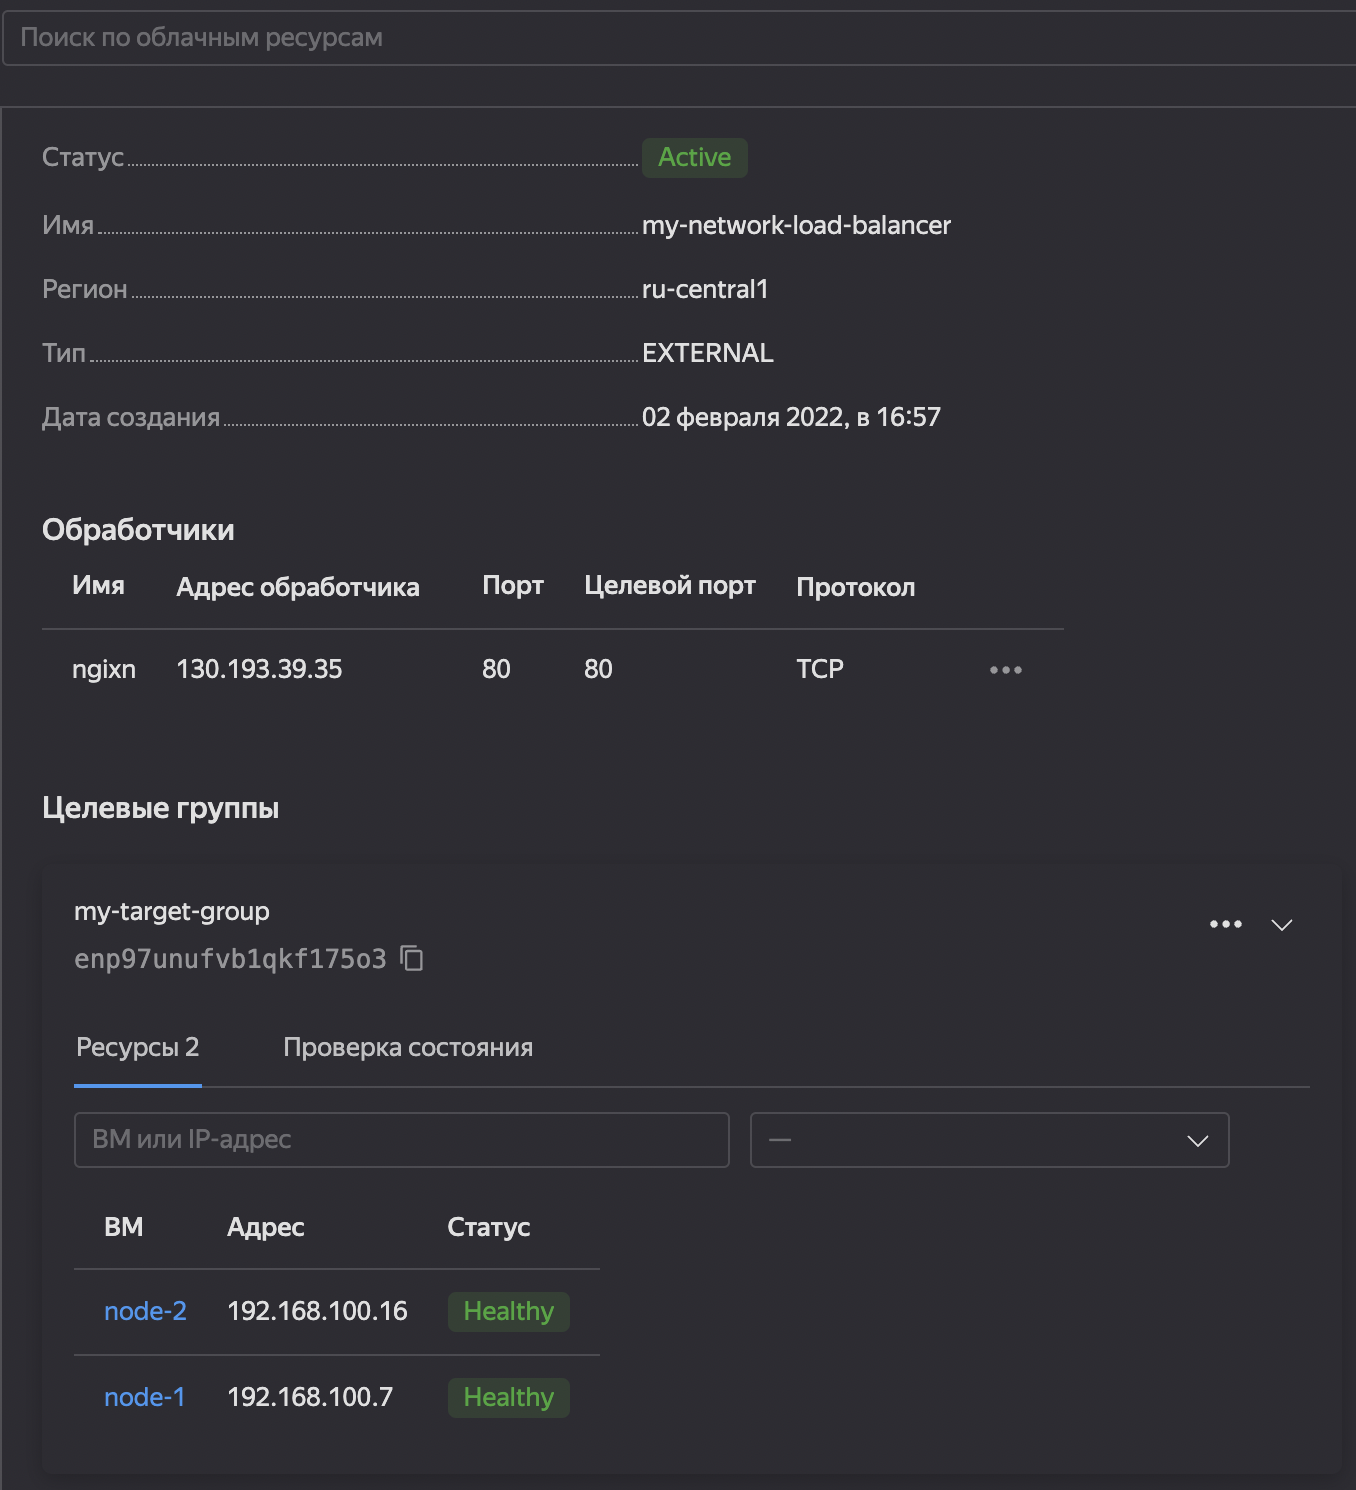 Поиск по облачным ресурсам
Статус Active
Имя my-network-load-balancer
Регион ru-central1
Тип EXTERNAL
Дата создания 02 февраля 2022, в 16:57
Обработчики
Имя Адрес обработчика Порт Целевой порт Протокол
ngixn 130.193.39.35 80 80 TCP
Целевые группы
my-target-group
enp97unufvb1qkf175o3
Ресурсы 2 Проверка состояния
ВМ или IP-адрес —
ВМ Адрес Статус
node-2 192.168.100.16 Healthy
node-1 192.168.100.7 Healthy